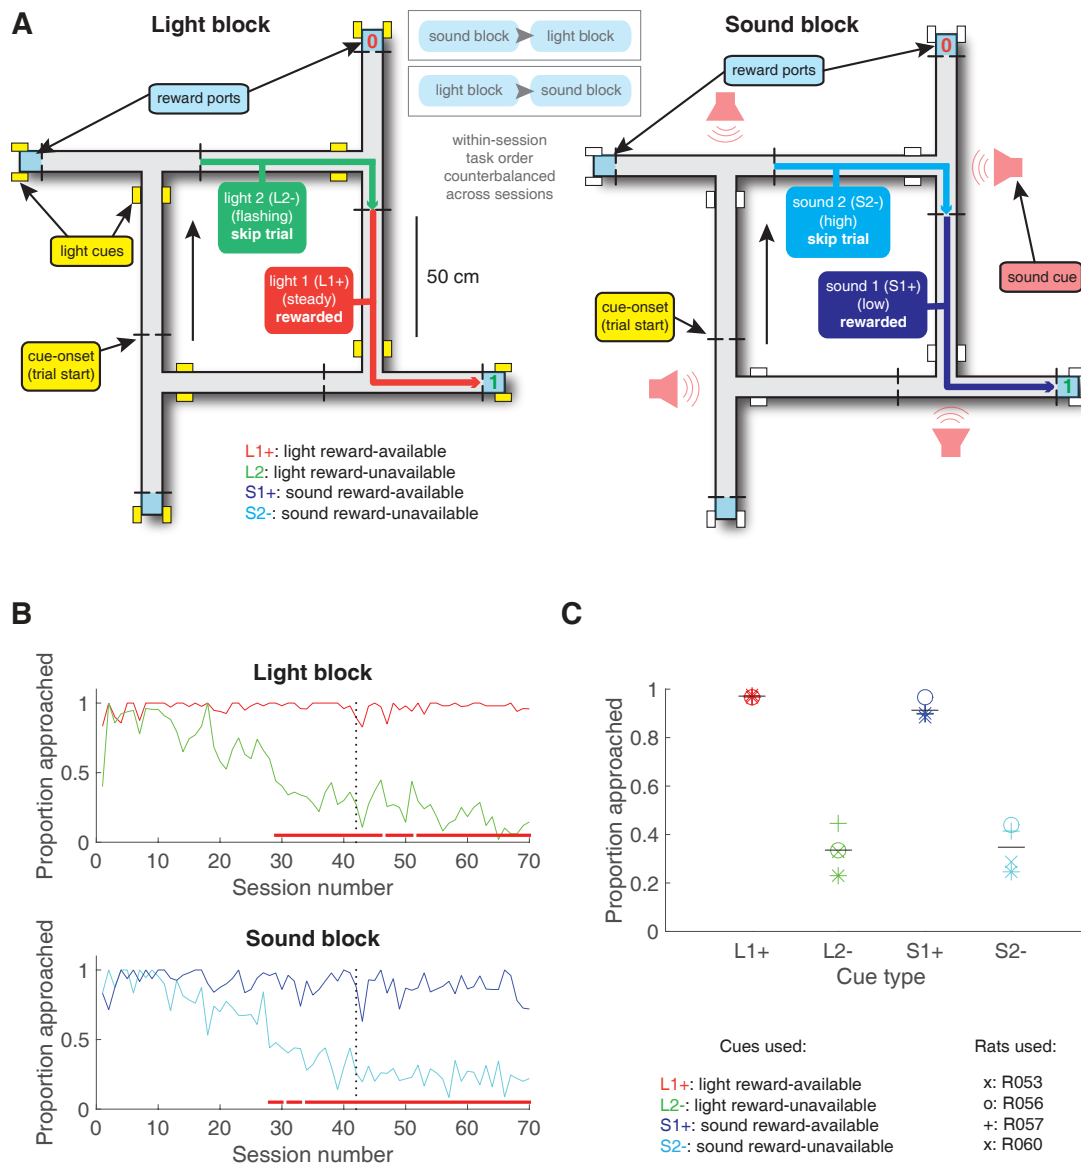 A
Light block
0
reward ports
light 2 (L2-)
(flashing)
skip trial
light cues
light 1 (L1+)
(steady)
rewarded
50 cm
cue-onset
(trial start)
1
L1+: light reward-available
L2: light reward-unavailable
S1+: sound reward-available
S2-: sound reward-unavailable
sound block
light block
light block
sound block
within-session
task order
counterbalanced
across sessions
Sound block
0
reward ports
sound 2 (S2-)
(high)
skip trial
sound cue
sound 1 (S1+)
(low)
rewarded
cue-onset
(trial start)
1
B
Light block
Proportion approached
1
0.5
0
0 10 20 30 40 50 60 70
Session number
Sound block
Proportion approached
1
0.5
0
0 10 20 30 40 50 60 70
Session number
C
Proportion approached
1
0.8
0.6
0.4
0.2
0
L1+ L2- S1+ S2-
Cue type
Cues used:
L1+: light reward-available
L2-: light reward-unavailable
S1+: sound reward-available
S2-: sound reward-unavailable
Rats used:
x: R053
o: R056
+: R057
x: R060